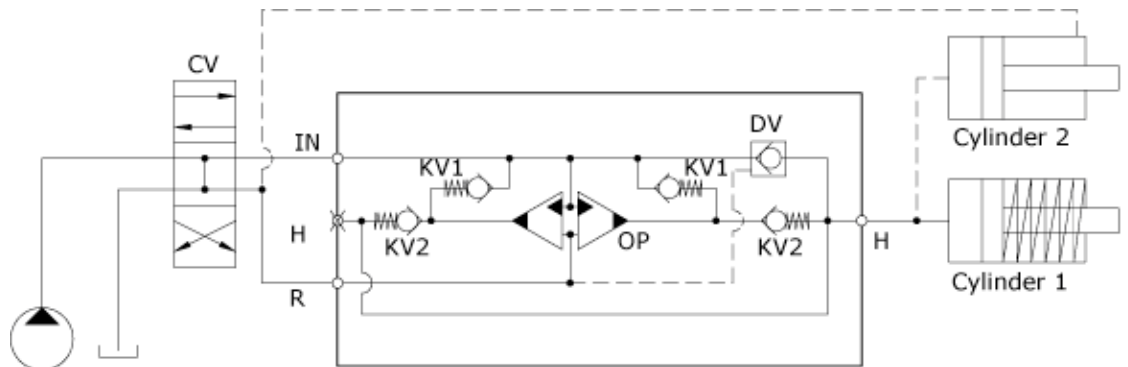 CV
IN
KV1
KV1
DV
Cylinder 2
H
KV2
OP
KV2
H
R
Cylinder 1